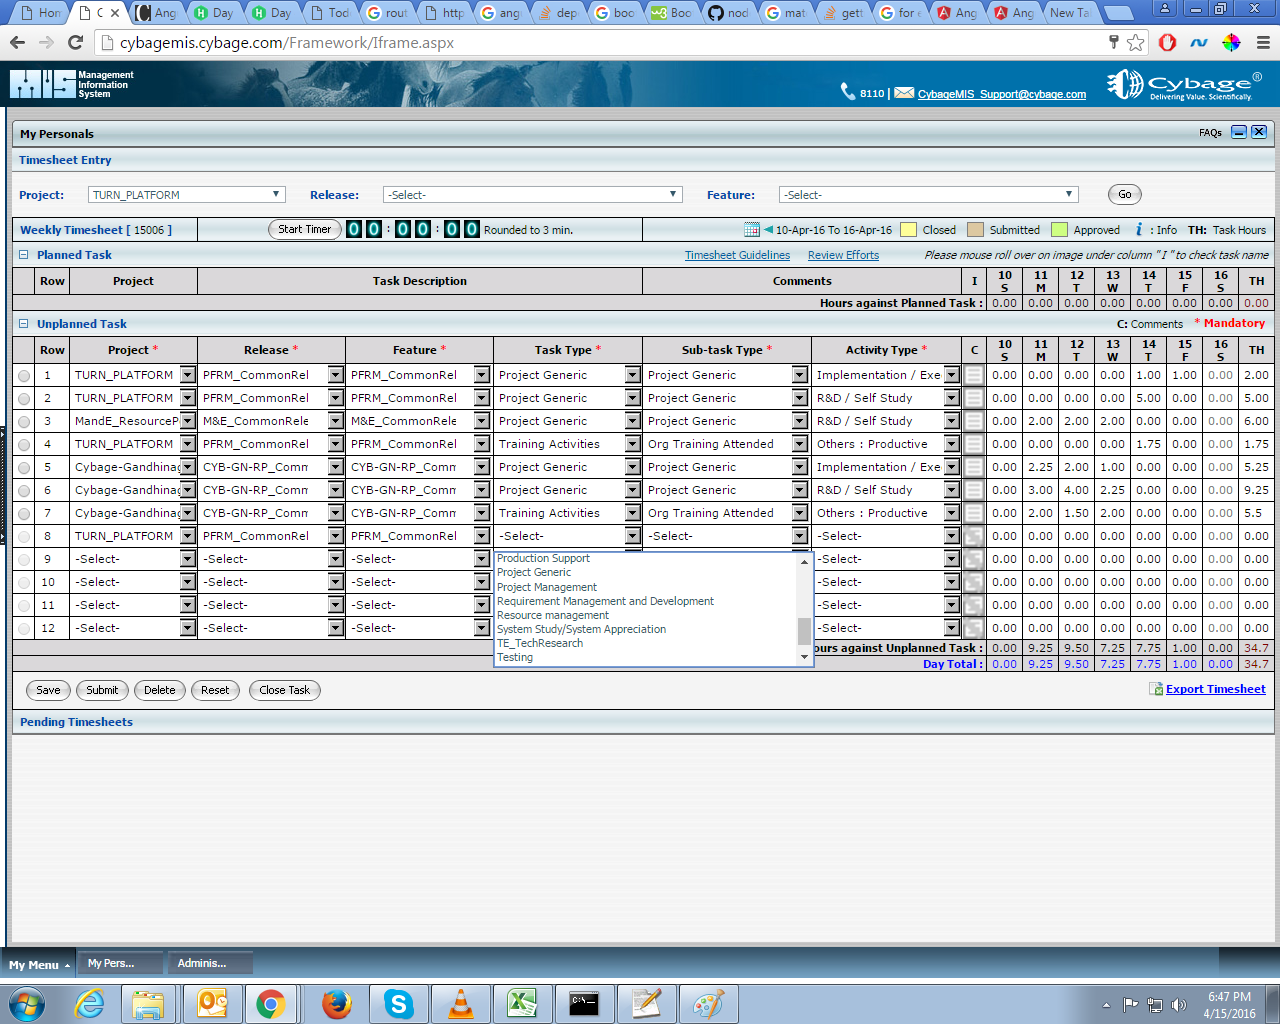 Hom
C
Ang
Day
Day
Tod
rout
http
ang
dep
boo
Boo
nod
mat
gett
for e
Ang
Ang
New Ta
cybagemis.cybage.com/Framework/Iframe.aspx
MIS Management Information System
8110 | CybageMIS_Support@cybage.com
Cybage®
Delivering Value. Scientifically.
My Personals FAQs
Timesheet Entry
Project: TURN_PLATFORM Release: -Select- Feature: -Select- Go
Weekly Timesheet [ 15006 ] Start Timer 00 : 00 : 00 Rounded to 3 min. 10-Apr-16 To 16-Apr-16 Closed Submitted Approved i : Info TH: Task Hours
Planned Task Timesheet Guidelines Review Efforts Please mouse roll over on image under column "I" to check task name
Row Project Task Description Comments I 10 S 11 M 12 T 13 W 14 T 15 F 16 S TH
Hours against Planned Task : 0.00 0.00 0.00 0.00 0.00 0.00 0.00 0.00
Unplanned Task C: Comments * Mandatory
Row Project * Release * Feature * Task Type * Sub-task Type * Activity Type * C 10 S 11 M 12 T 13 W 14 T 15 F 16 S TH
1 TURN_PLATFORM PFRM_CommonRel PFRM_CommonRel Project Generic Project Generic Implementation / Exe 0.00 0.00 0.00 0.00 1.00 1.00 0.00 2.00
2 TURN_PLATFORM PFRM_CommonRel PFRM_CommonRel Project Generic Project Generic R&D / Self Study 0.00 0.00 0.00 0.00 5.00 0.00 0.00 5.00
3 MandE_ResourceP M&E_CommonRele M&E_CommonRele Project Generic Project Generic R&D / Self Study 0.00 2.00 2.00 2.00 0.00 0.00 0.00 6.00
4 TURN_PLATFORM PFRM_CommonRel PFRM_CommonRel Training Activities Org Training Attended Others : Productive 0.00 0.00 0.00 0.00 1.75 0.00 0.00 1.75
5 Cybage-Gandhinag CYB-GN-RP_Comm CYB-GN-RP_Comm Project Generic Project Generic Implementation / Exe 0.00 2.25 2.00 1.00 0.00 0.00 0.00 5.25
6 Cybage-Gandhinag CYB-GN-RP_Comm CYB-GN-RP_Comm Project Generic Project Generic R&D / Self Study 0.00 3.00 4.00 2.25 0.00 0.00 0.00 9.25
7 Cybage-Gandhinag CYB-GN-RP_Comm CYB-GN-RP_Comm Training Activities Org Training Attended Others : Productive 0.00 2.00 1.50 2.00 0.00 0.00 0.00 5.5
8 TURN_PLATFORM PFRM_CommonRel PFRM_CommonRel -Select- -Select- -Select- 0.00 0.00 0.00 0.00 0.00 0.00 0.00 0.00
9 -Select- -Select- -Select- -Select- 0.00 0.00 0.00 0.00 0.00 0.00 0.00 0.00
10 -Select- -Select- -Select- -Select- 0.00 0.00 0.00 0.00 0.00 0.00 0.00 0.00
11 -Select- -Select- -Select- -Select- 0.00 0.00 0.00 0.00 0.00 0.00 0.00 0.00
12 -Select- -Select- -Select- -Select- 0.00 0.00 0.00 0.00 0.00 0.00 0.00 0.00
Production Support
Project Generic
Project Management
Requirement Management and Development
Resource management
System Study/System Appreciation
TE_TechResearch
Testing
ours against Unplanned Task : 0.00 9.25 9.50 7.25 7.75 1.00 0.00 34.7
Day Total : 0.00 9.25 9.50 7.25 7.75 1.00 0.00 34.7
Save Submit Delete Reset Close Task Export Timesheet
Pending Timesheets
My Menu My Pers... Adminis...
6:47 PM
4/15/2016